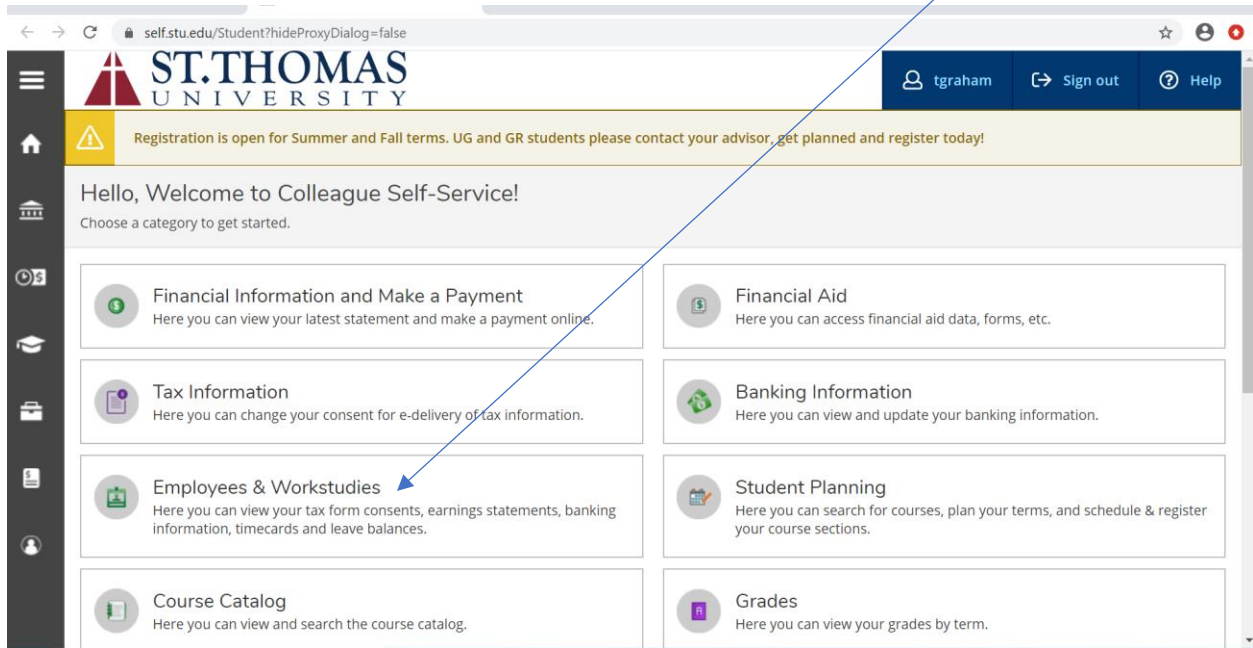 self.stu.edu/Student?hideProxyDialog=false
ST.THOMAS
UNIVERSITY
tgraham
Sign out
Help
Registration is open for Summer and Fall terms. UG and GR students please contact your advisor, get planned and register today!
Hello, Welcome to Colleague Self-Service!
Choose a category to get started.
Financial Information and Make a Payment
Here you can view your latest statement and make a payment online.
Financial Aid
Here you can access financial aid data, forms, etc.
Tax Information
Here you can change your consent for e-delivery of tax information.
Banking Information
Here you can view and update your banking information.
Employees & Workstudies
Here you can view your tax form consents, earnings statements, banking
information, timecards and leave balances.
Student Planning
Here you can search for courses, plan your terms, and schedule & register
your course sections.
Course Catalog
Here you can view and search the course catalog.
Grades
Here you can view your grades by term.